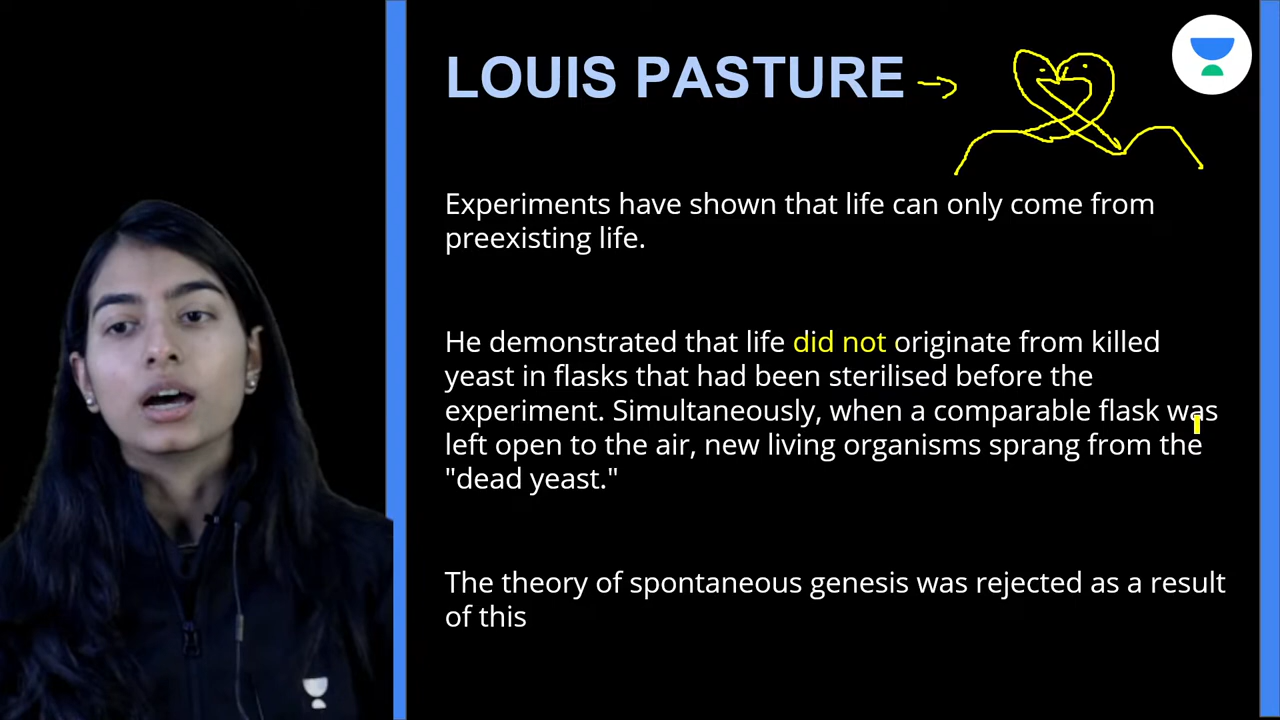 LOUIS PASTURE
Experiments have shown that life can only come from
preexisting life.
He demonstrated that life did not originate from killed
yeast in flasks that had been sterilised before the
experiment. Simultaneously, when a comparable flask was
left open to the air, new living organisms sprang from the
"dead yeast."
The theory of spontaneous genesis was rejected as a result
of this